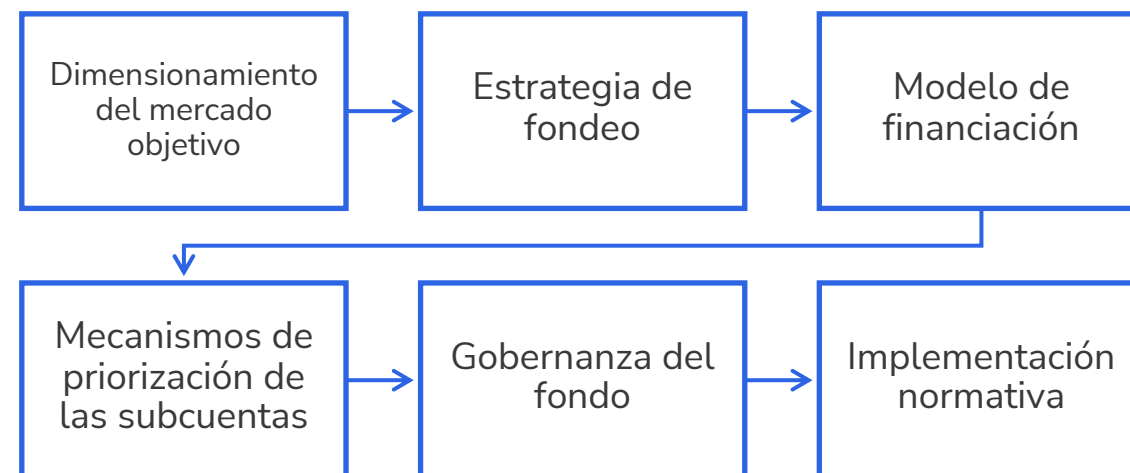 Dimensionamiento
del mercado
objetivo
Estrategia de
fondeo
Modelo de
financiación
Mecanismos de
priorización de
las subcuentas
Gobernanza del
fondo
Implementación
normativa